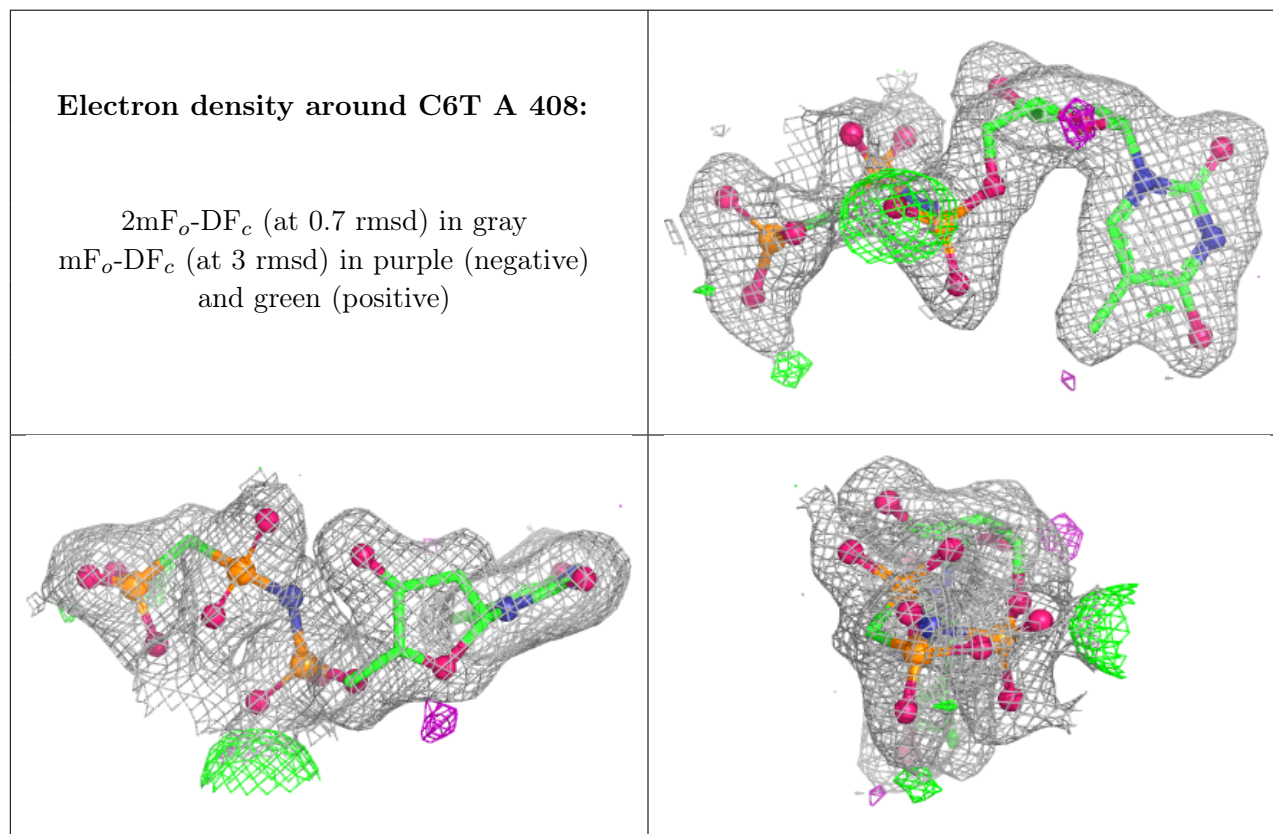 Electron density around C6T A 408:
2mFo-DFc (at 0.7 rmsd) in gray
mFo-DFc (at 3 rmsd) in purple (negative)
and green (positive)